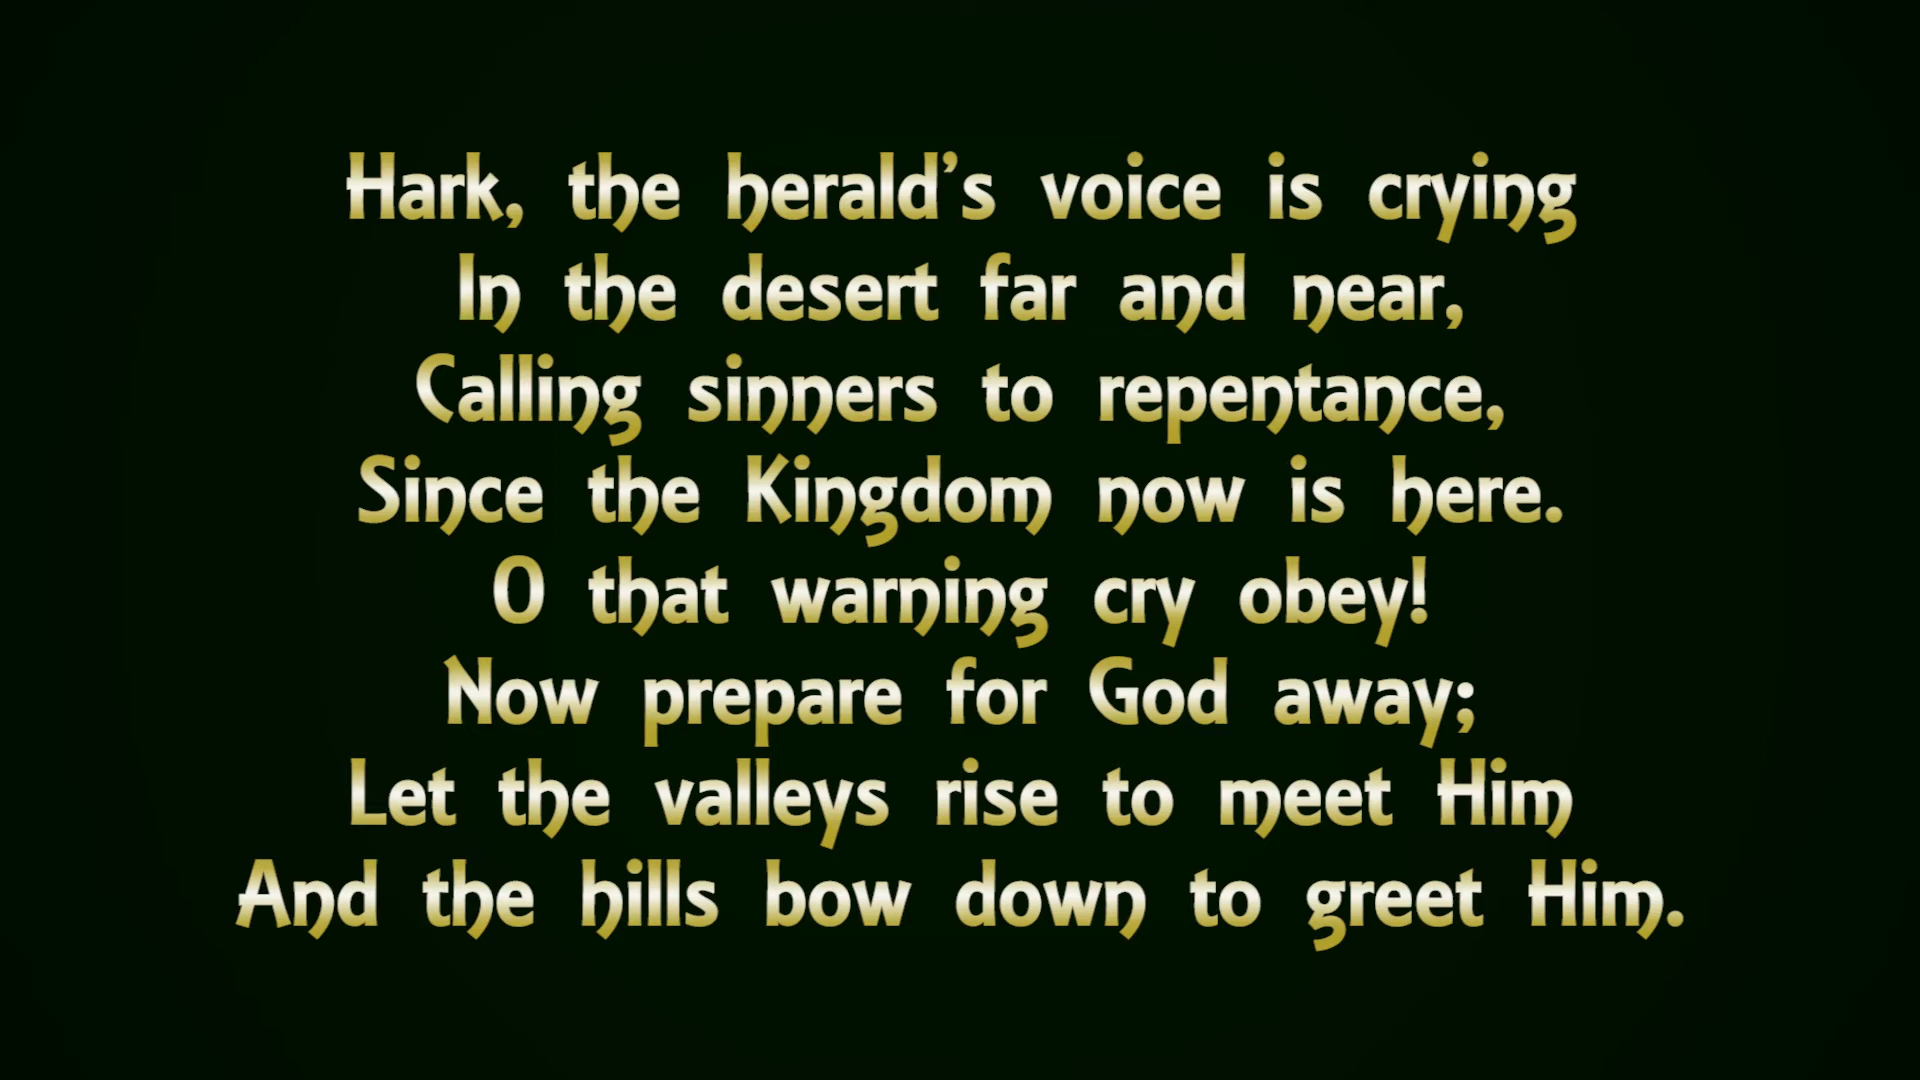 Hark, the herald's voice is crying
In the desert far and near,
Calling sinners to repentance,
Since the Kingdom now is here.
O that warning cry obey!
Now prepare for God away;
Let the valleys rise to meet Him
And the hills bow down to greet Him.